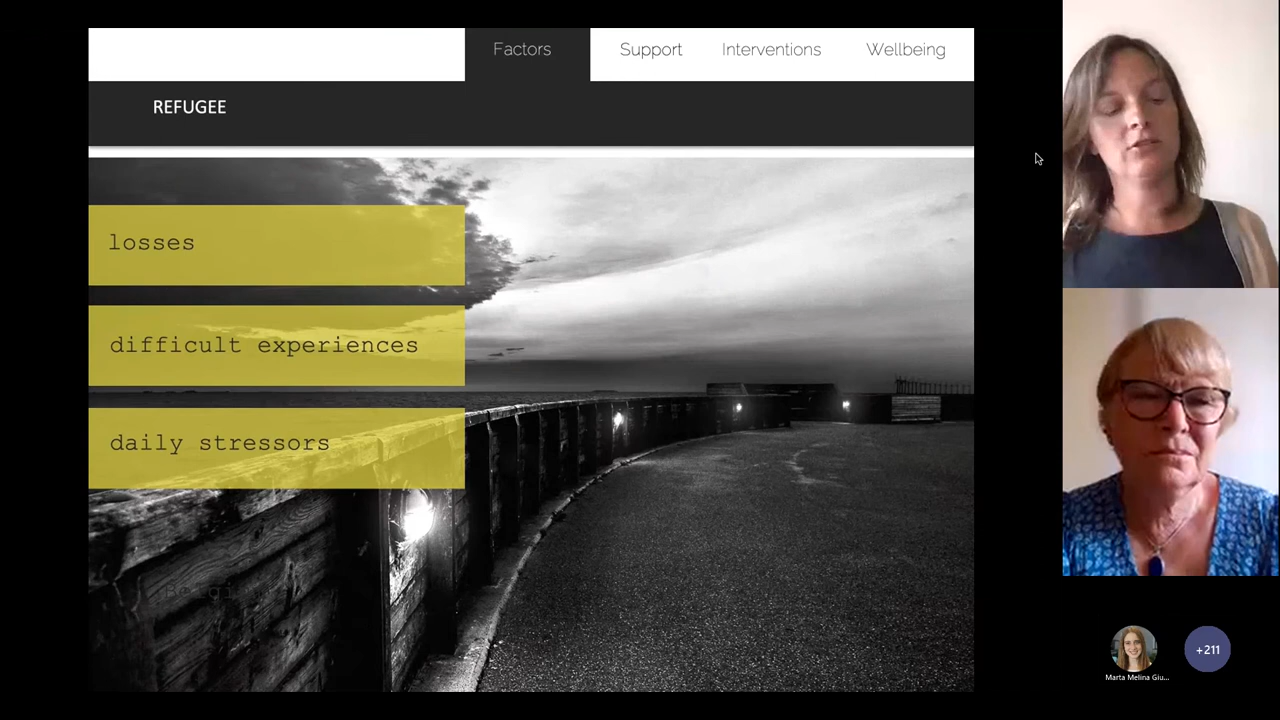 Factors Support Interventions Wellbeing
REFUGEE
losses
difficult experiences
daily stressors
+211
Marta Melina Giu...